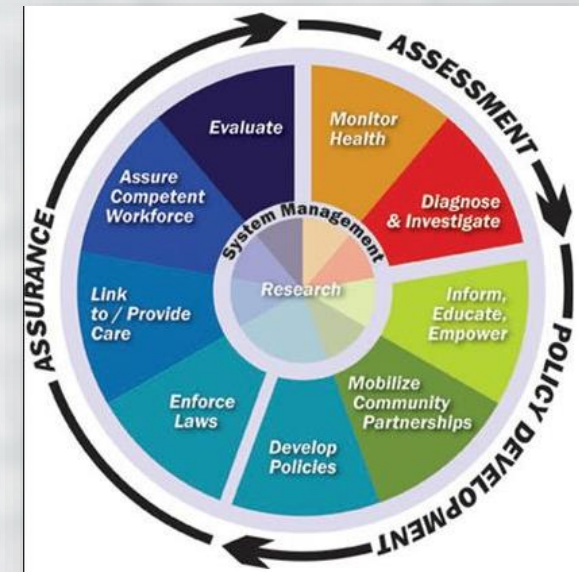 ASSESSMENT
Monitor
Health
Diagnose
& Investigate
POLICY DEVELOPMENT
Inform,
Educate,
Empower
Mobilize
Community
Partnerships
Develop
Policies
ASSURANCE
Enforce
Laws
Link
to / Provide
Care
Assure
Competent
Workforce
Evaluate
System Management
Research